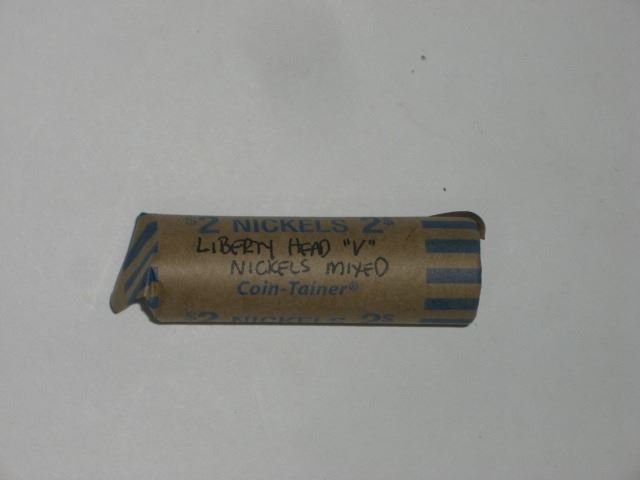 $2 NICKELS 2$
LIBERTY HEAD "V"
NICKELS MIXED
Coin-Tainer®
$2 NICKELS 2$